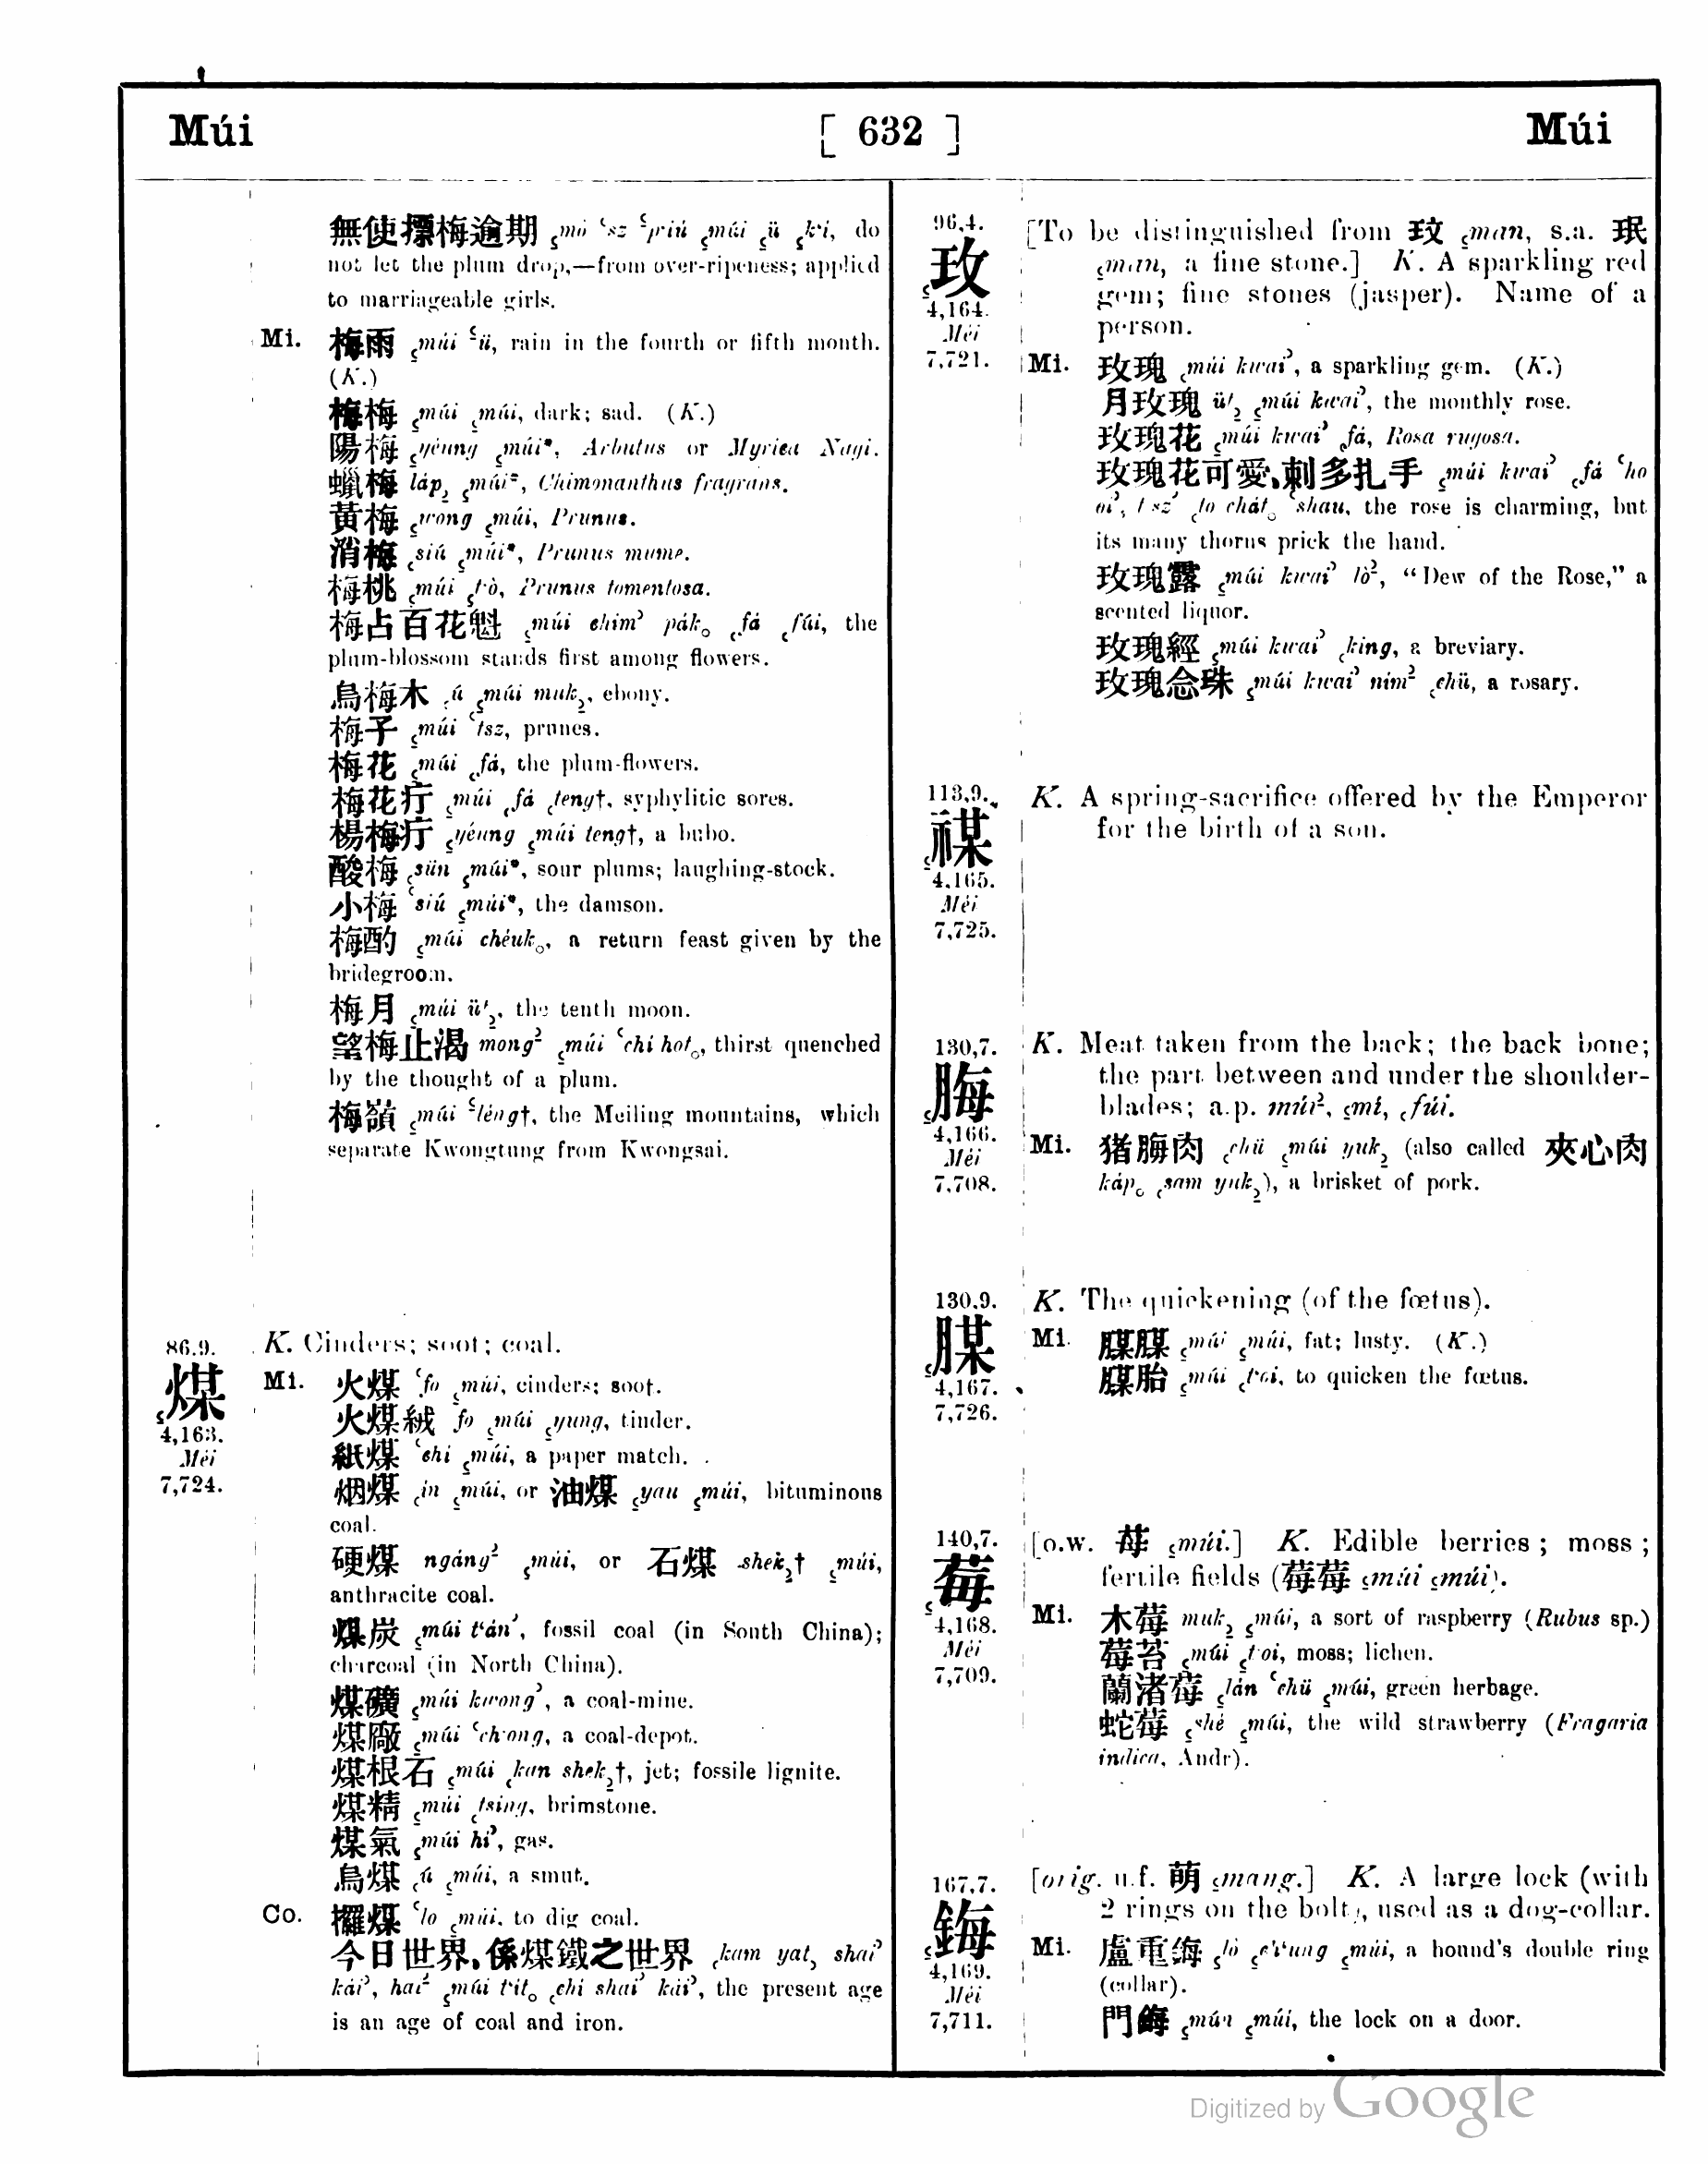 Múi [ 632 ] Múi
無使摽梅逾期 ꜁mò ꜂sz ꜃p'iú ꜁múi ꜁ü ꜁k'i, do
not let the plum drop,—from over-ripeness; applied
to marriageable girls.
Mi. 梅雨 ꜁múi ꜃ü, rain in the fourth or fifth month.
(K.)
梅梅 ꜁múi ꜁múi, dark; sad. (K.)
陽梅 ꜁yéung ꜁múi*, Arbutus or Myrica Nagi.
蠟梅 láp꜇ ꜁múi*, Chimonanthus fragrans.
黃梅 ꜁wong ꜁múi, Prunus.
消梅 ꜀siú ꜁múi*, Prunus mume.
梅桃 ꜁múi ꜁t'ò, Prunus tomentosa.
梅占百花魁 ꜁múi chím꜄ pák꜀ ꜀fá ꜀fúi, the
plum-blossom stands first among flowers.
烏梅木 ꜀ú ꜁múi muk꜇, ebony.
梅子 ꜁múi ꜂tsz, prunes.
梅花 ꜁múi ꜀fá, the plum-flowers.
梅花疔 ꜁múi ꜀fá ꜀teng†, syphylitic sores.
楊梅疔 ꜁yéung ꜁múi teng†, a bubo.
酸梅 ꜀sün ꜁múi*, sour plums; laughing-stock.
小梅 ꜂siú ꜁múi*, the damson.
梅酌 ꜁múi chéuk꜀, a return feast given by the
bridegroom.
梅月 ꜁múi üt꜇, the tenth moon.
望梅止渴 mong꜅ ꜁múi ꜂chí hot꜀, thirst quenched
by the thought of a plum.
梅嶺 ꜁múi ꜃léng†, the Meiling mountains, which
separate Kwongtung from Kwongsai.
86.9.
煤
4,163.
Méi
7,724.
K. Cinders; soot; coal.
Mi. 火煤 ꜂fo ꜁múi, cinders; soot.
火煤絨 fo ꜁múi ꜁yung, tinder.
紙煤 ꜂chi ꜁múi, a paper match.
烟煤 ꜀in ꜁múi, or 油煤 ꜁yau ꜁múi, bituminous
coal.
硬煤 ngáng꜅ ꜁múi, or 石煤 shek꜇† ꜁múi,
anthracite coal.
煤炭 ꜁múi t'án꜄, fossil coal (in South China);
charcoal (in North China).
煤礦 ꜁múi kwong꜄, a coal-mine.
煤廠 ꜁múi ꜂ch'ong, a coal-depot.
煤根石 ꜁múi ꜀kan shek꜇†, jet; fossile lignite.
煤精 ꜁múi ꜀tsing, brimstone.
煤氣 ꜁múi hí꜄, gas.
烏煤 ꜀ú ꜁múi, a smut.
Co. 攞煤 ꜂lo ꜁múi, to dig coal.
今日世界,係煤鐵之世界 ꜀kam yat꜆ shai꜄
kái꜄, hai꜅ ꜁múi t'it꜀ ꜀chí shai꜄ kái꜄, the present age
is an age of coal and iron.
96,4.
玫
4,164.
Méi
7,721.
[To be distinguished from 玟 ꜁man, s.a. 珉
꜁man, a fine stone.] K. A sparkling red
gem; fine stones (jasper). Name of a
person.
Mi. 玫瑰 ꜁múi kwai꜄, a sparkling gem. (K.)
月玫瑰 üt꜇ ꜁múi kwai꜄, the monthly rose.
玫瑰花 ꜁múi kwai꜄ ꜀fá, Rosa rugosa.
玫瑰花可愛,刺多扎手 ꜁múi kwai꜄ ꜀fá ꜂ho
oi꜄, tsz꜄ ꜀to chát꜀ ꜂shau, the rose is charming, but
its many thorns prick the hand.
玫瑰露 ꜁múi kwai꜄ lò꜅, “Dew of the Rose,” a
scented liquor.
玫瑰經 ꜁múi kwai꜄ ꜀king, a breviary.
玫瑰念珠 ꜁múi kwai꜄ ním꜅ ꜀chü, a rosary.
113,9.
禖
4,165.
Méi
7,725.
K. A spring-sacrifice offered by the Emperor
for the birth of a son.
130,7.
脢
4,166.
Méi
7,708.
K. Meat taken from the back; the back bone;
the part between and under the shoulder-
blades; a.p. múi꜅, ꜁mí, ꜀fúi.
Mi. 猪脢肉 ꜀chü ꜁múi yuk꜇ (also called 夾心肉
káp꜀ ꜀sam yuk꜇), a brisket of pork.
130,9.
腜
4,167.
7,726.
K. The quickening (of the fœtus).
Mi. 腜腜 ꜁múi ꜁múi, fat; lusty. (K.)
腜胎 ꜁múi ꜀t'oi, to quicken the fœtus.
140,7.
莓
4,168.
Méi
7,709.
[o.w. 苺 ꜁múi.] K. Edible berries; moss;
fertile fields (莓莓 ꜁múi ꜁múi).
Mi. 木莓 muk꜇ ꜁múi, a sort of raspberry (Rubus sp.)
莓苔 ꜁múi ꜁t'oi, moss; lichen.
蘭渚莓 ꜁lán ꜂chü ꜁múi, green herbage.
蛇莓 ꜁shé ꜁múi, the wild strawberry (Fragaria
indica, Andr).
167,7.
鋂
4,169.
Méi
7,711.
[orig. u.f. 萌 ꜁mang.] K. A large lock (with
2 rings on the bolt), used as a dog-collar.
Mi. 盧重鋂 ꜁lò ꜁ch'ung ꜁múi, a hound's double ring
(collar).
門鋂 ꜁mún ꜁múi, the lock on a door.
Digitized by Google